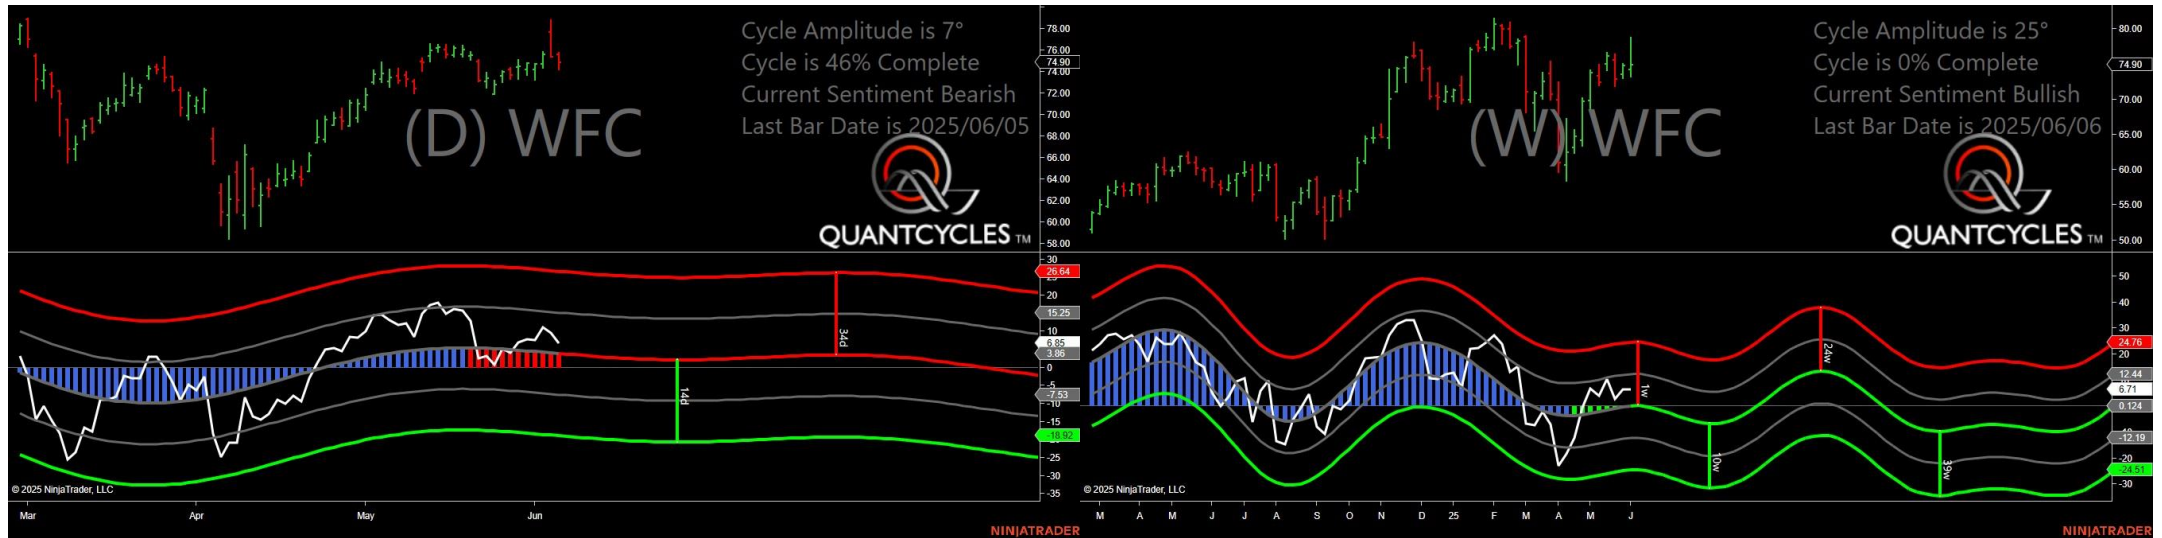 Cycle Amplitude is 7°
Cycle is 46% Complete
Current Sentiment Bearish
Last Bar Date is 2025/06/05
(D) WFC
QUANTCYCLES TM
78.00
76.00
74.90
74.00
72.00
70.00
68.00
66.00
64.00
62.00
60.00
58.00
30
26.64
20
15.25
10
6.85
3.86
0
-5
-7.53
-10
-15
-18.92
-25
-30
-35
34d
14d
© 2025 NinjaTrader, LLC
Mar Apr May Jun
NINJATRADER
Cycle Amplitude is 25°
Cycle is 0% Complete
Current Sentiment Bullish
Last Bar Date is 2025/06/06
(W) WFC
QUANTCYCLES TM
80.00
74.90
70.00
65.00
60.00
55.00
50.00
50
40
30
24.76
20
12.44
6.71
0.124
-12.19
-20
-24.51
-30
1w
24w
10w
39w
© 2025 NinjaTrader, LLC
M A M J J A S O N D 25 F M A M J
NINJATRADER